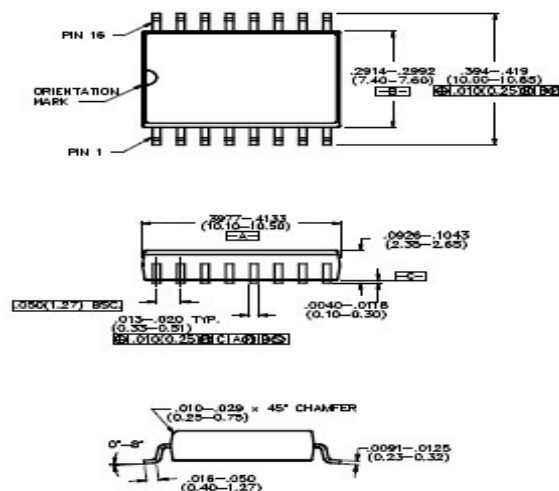 PIN 16
ORIENTATION
MARK
PIN 1
.2914-.2992
(7.40-7.60)
-B-
.394-.419
(10.00-10.65)
.010(0.25)
.3977-.4133
(10.10-10.50)
-A-
.0926-.1043
(2.35-2.65)
-C-
.050(1.27) BSC
.013-.020 TYP.
(0.33-0.51)
.010(0.25) C A
.0040-.0118
(0.10-0.30)
.010-.029 x 45° CHAMFER
(0.25-0.75)
0°-8°
.0091-.0125
(0.23-0.32)
.016-.050
(0.40-1.27)